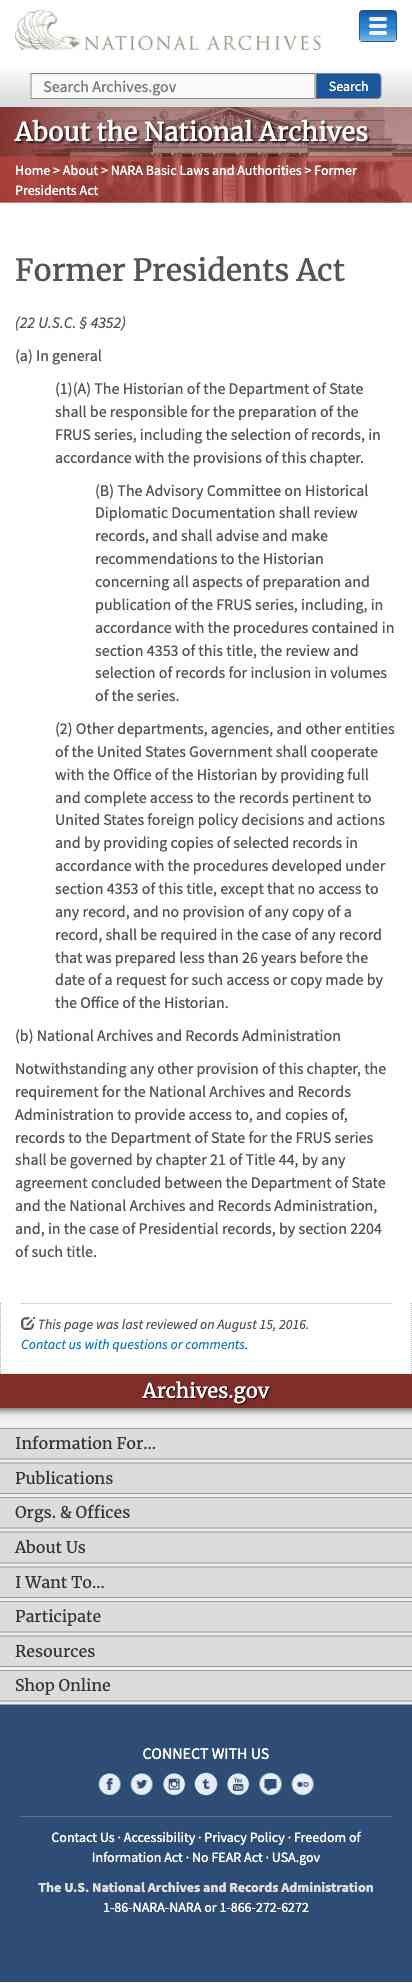 NATIONAL ARCHIVES
Search Archives.gov
Search
About the National Archives
Home > About > NARA Basic Laws and Authorities > Former
Presidents Act
Former Presidents Act
(22 U.S.C. § 4352)
(a) In general
(1)(A) The Historian of the Department of State
shall be responsible for the preparation of the
FRUS series, including the selection of records, in
accordance with the provisions of this chapter.
(B) The Advisory Committee on Historical
Diplomatic Documentation shall review
records, and shall advise and make
recommendations to the Historian
concerning all aspects of preparation and
publication of the FRUS series, including, in
accordance with the procedures contained in
section 4353 of this title, the review and
selection of records for inclusion in volumes
of the series.
(2) Other departments, agencies, and other entities
of the United States Government shall cooperate
with the Office of the Historian by providing full
and complete access to the records pertinent to
United States foreign policy decisions and actions
and by providing copies of selected records in
accordance with the procedures developed under
section 4353 of this title, except that no access to
any record, and no provision of any copy of a
record, shall be required in the case of any record
that was prepared less than 26 years before the
date of a request for such access or copy made by
the Office of the Historian.
(b) National Archives and Records Administration
Notwithstanding any other provision of this chapter, the
requirement for the National Archives and Records
Administration to provide access to, and copies of,
records to the Department of State for the FRUS series
shall be governed by chapter 21 of Title 44, by any
agreement concluded between the Department of State
and the National Archives and Records Administration,
and, in the case of Presidential records, by section 2204
of such title.
This page was last reviewed on August 15, 2016.
Contact us with questions or comments.
Archives.gov
Information For…
Publications
Orgs. & Offices
About Us
I Want To…
Participate
Resources
Shop Online
CONNECT WITH US
Contact Us · Accessibility · Privacy Policy · Freedom of
Information Act · No FEAR Act · USA.gov
The U.S. National Archives and Records Administration
1-86-NARA-NARA or 1-866-272-6272